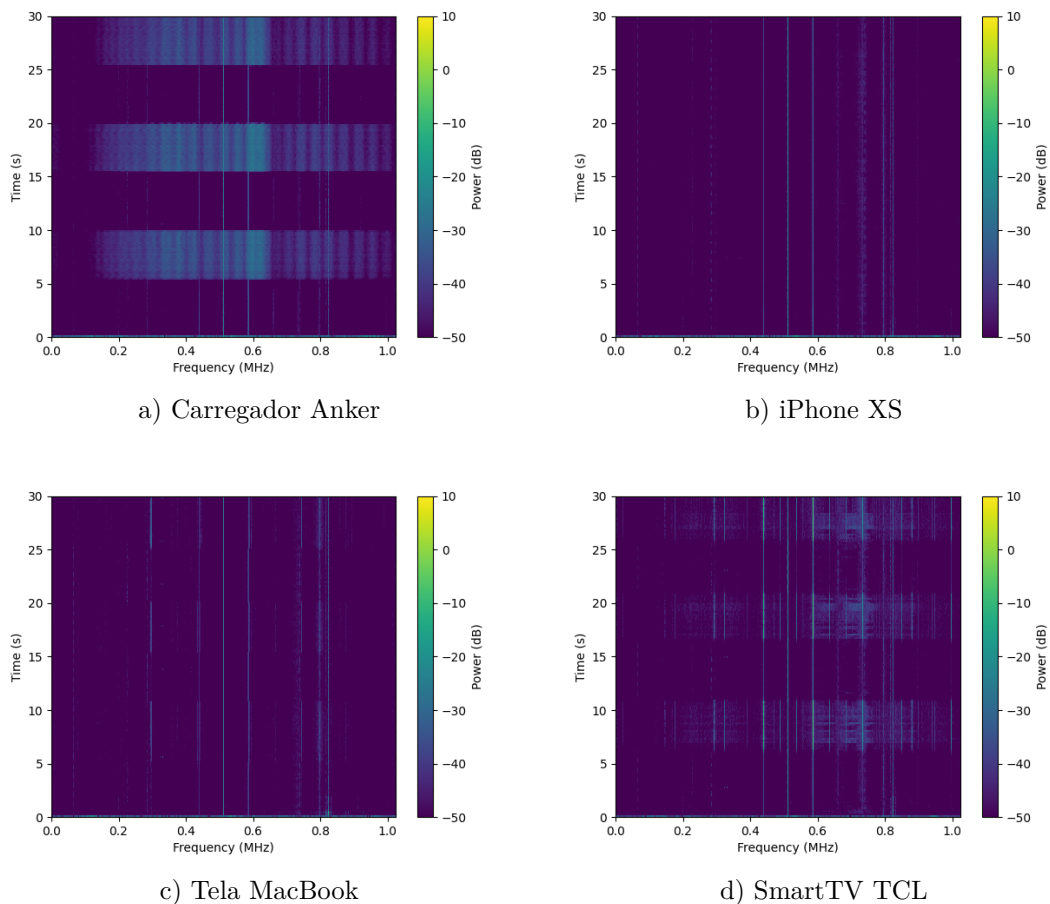 30
25
20
15
10
5
0
Time (s)
0.0 0.2 0.4 0.6 0.8 1.0
Frequency (MHz)
10
0
−10
−20
−30
−40
−50
Power (dB)
a) Carregador Anker
30
25
20
15
10
5
0
Time (s)
0.0 0.2 0.4 0.6 0.8 1.0
Frequency (MHz)
10
0
−10
−20
−30
−40
−50
Power (dB)
b) iPhone XS
30
25
20
15
10
5
0
Time (s)
0.0 0.2 0.4 0.6 0.8 1.0
Frequency (MHz)
10
0
−10
−20
−30
−40
−50
Power (dB)
c) Tela MacBook
30
25
20
15
10
5
0
Time (s)
0.0 0.2 0.4 0.6 0.8 1.0
Frequency (MHz)
10
0
−10
−20
−30
−40
−50
Power (dB)
d) SmartTV TCL